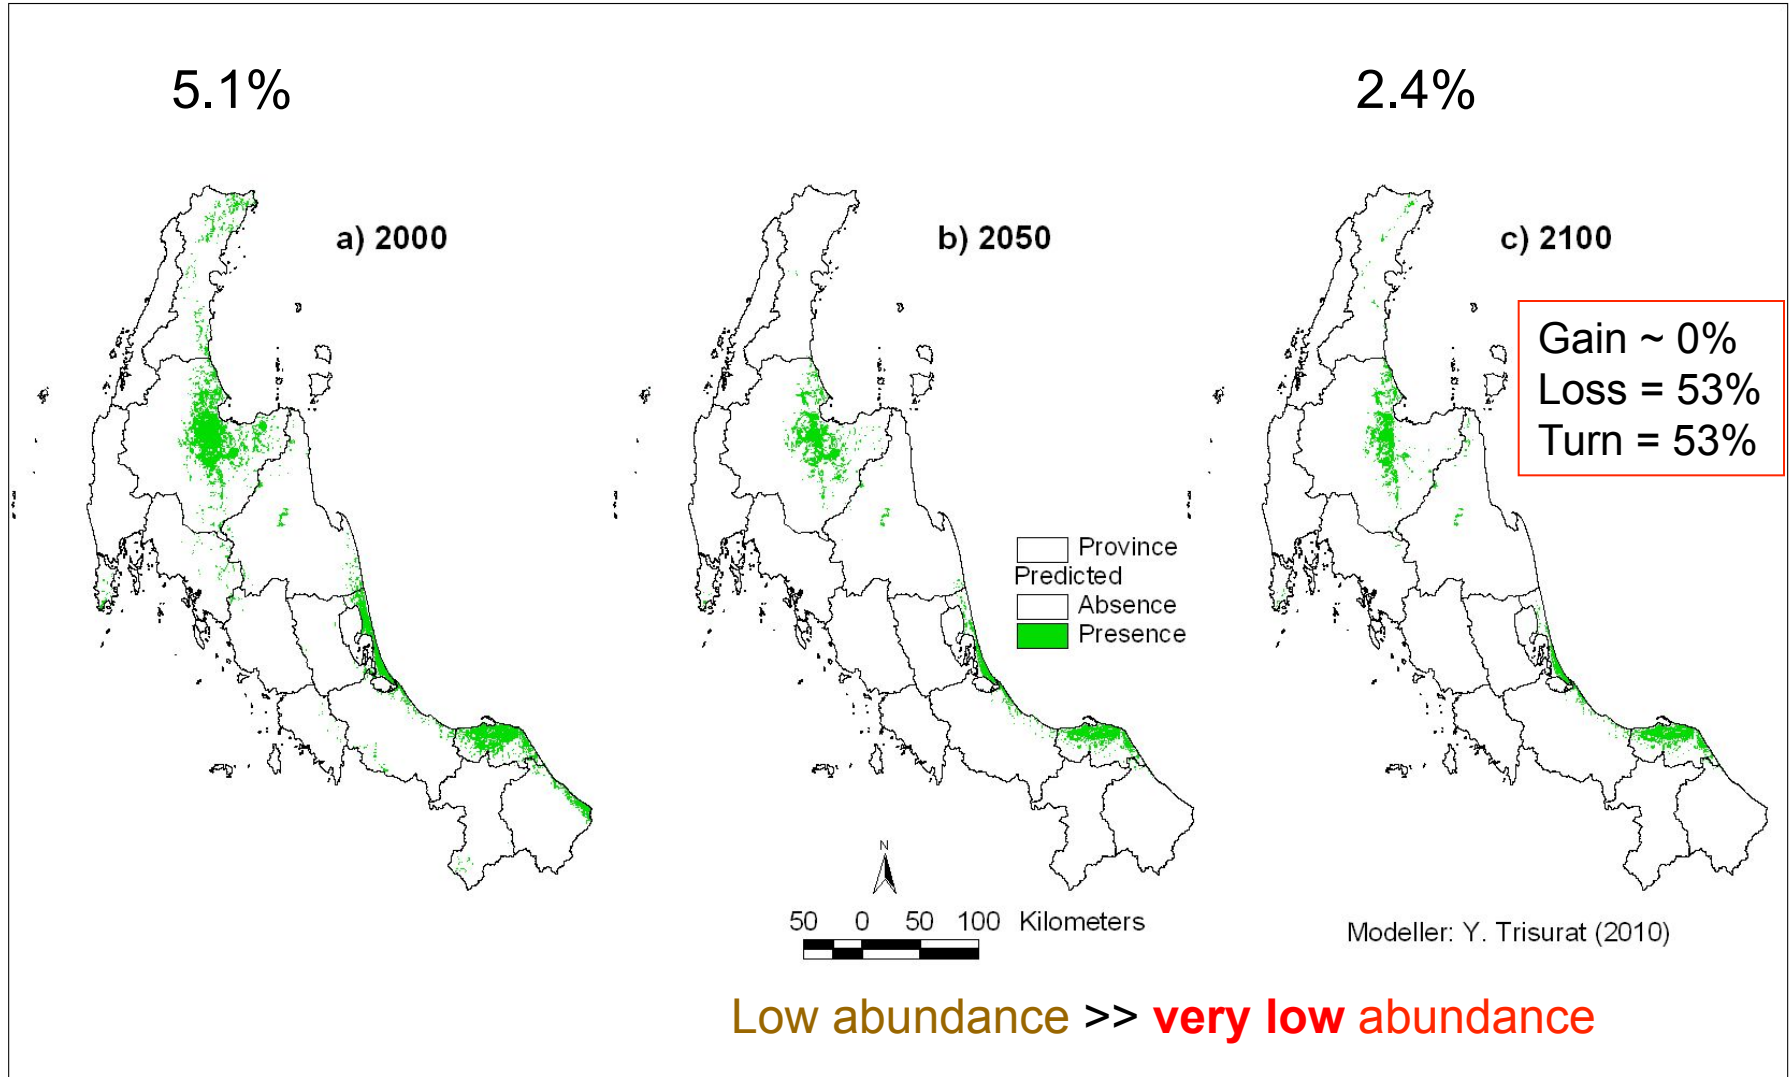 5.1%
2.4%
a) 2000
b) 2050
c) 2100
Gain ~ 0%
Loss = 53%
Turn = 53%
Province
Predicted
Absence
Presence
N
50 0 50 100 Kilometers
Modeller: Y. Trisurat (2010)
Low abundance >> very low abundance